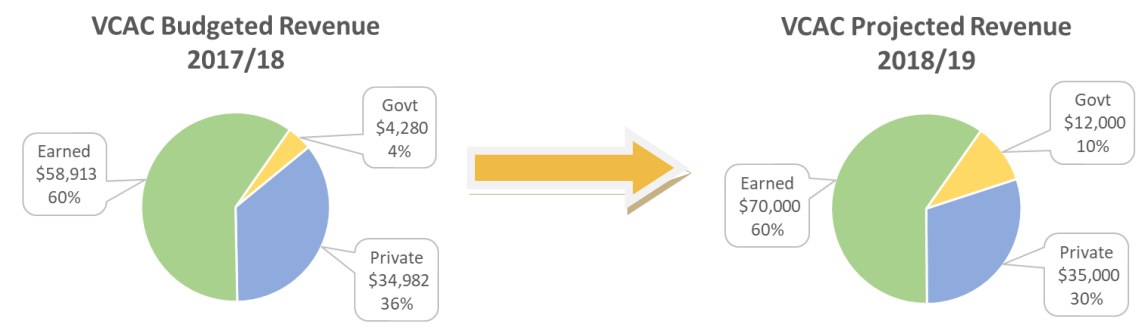 VCAC Budgeted Revenue
2017/18
Govt
$4,280
4%
Earned
$58,913
60%
Private
$34,982
36%
VCAC Projected Revenue
2018/19
Govt
$12,000
10%
Earned
$70,000
60%
Private
$35,000
30%